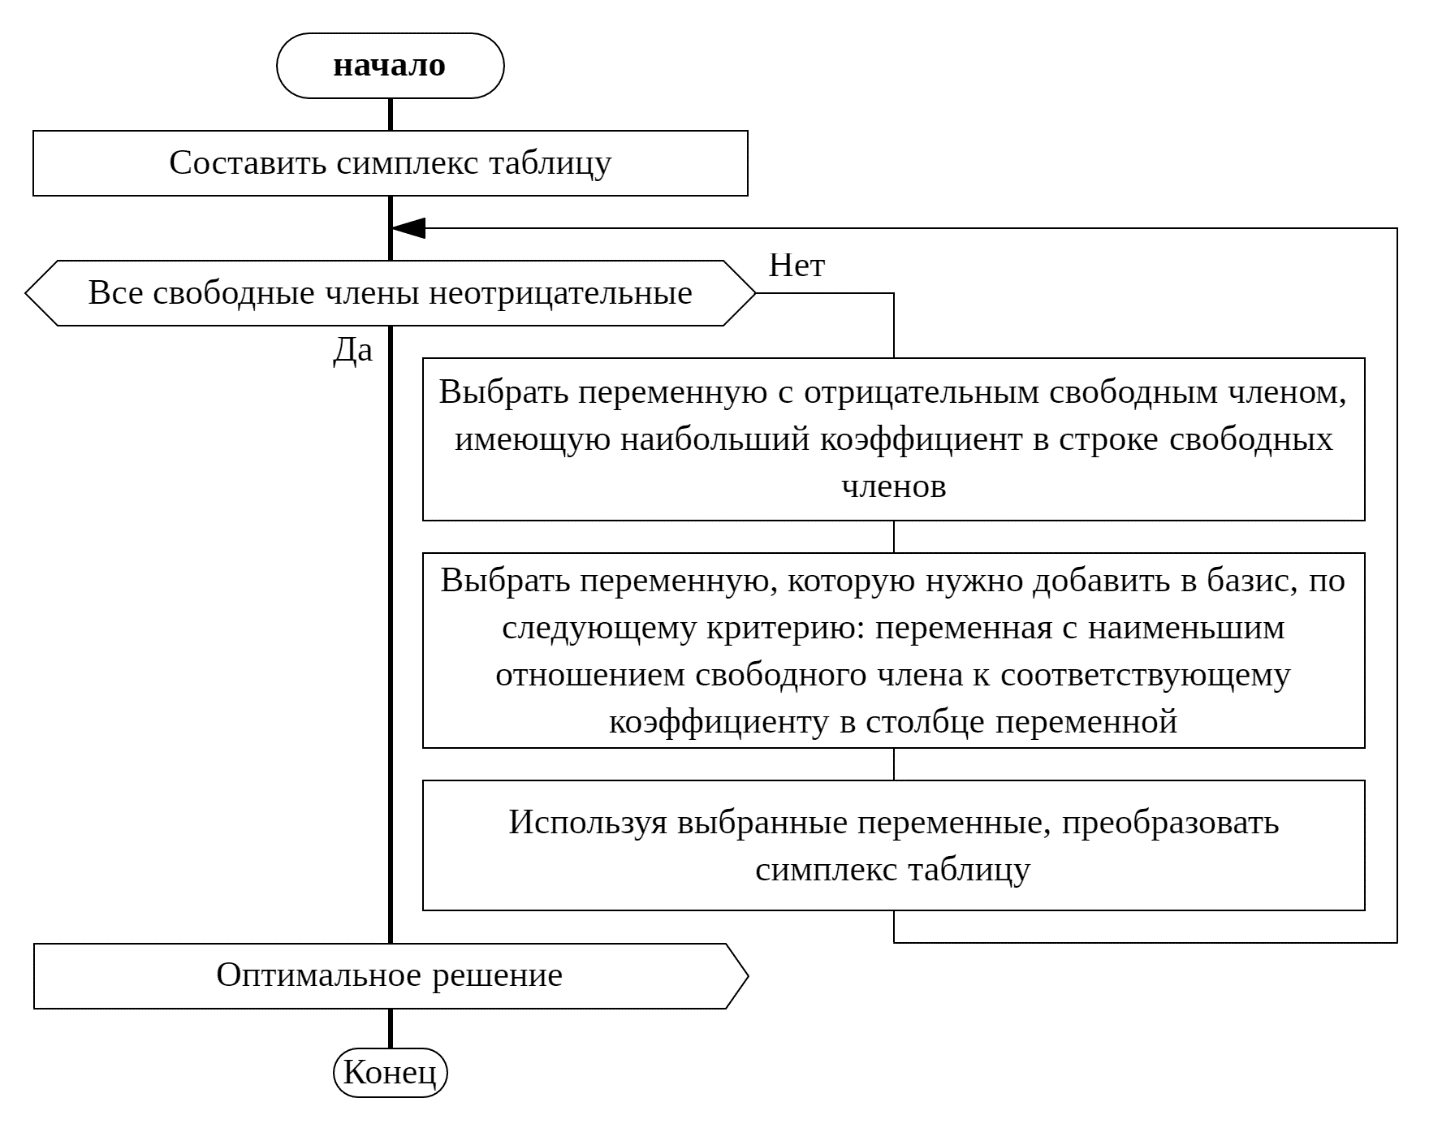 начало
Составить симплекс таблицу
Нет
Все свободные члены неотрицательные
Да
Выбрать переменную с отрицательным свободным членом,
имеющую наибольший коэффициент в строке свободных
членов
Выбрать переменную, которую нужно добавить в базис, по
следующему критерию: переменная с наименьшим
отношением свободного члена к соответствующему
коэффициенту в столбце переменной
Используя выбранные переменные, преобразовать
симплекс таблицу
Оптимальное решение
Конец